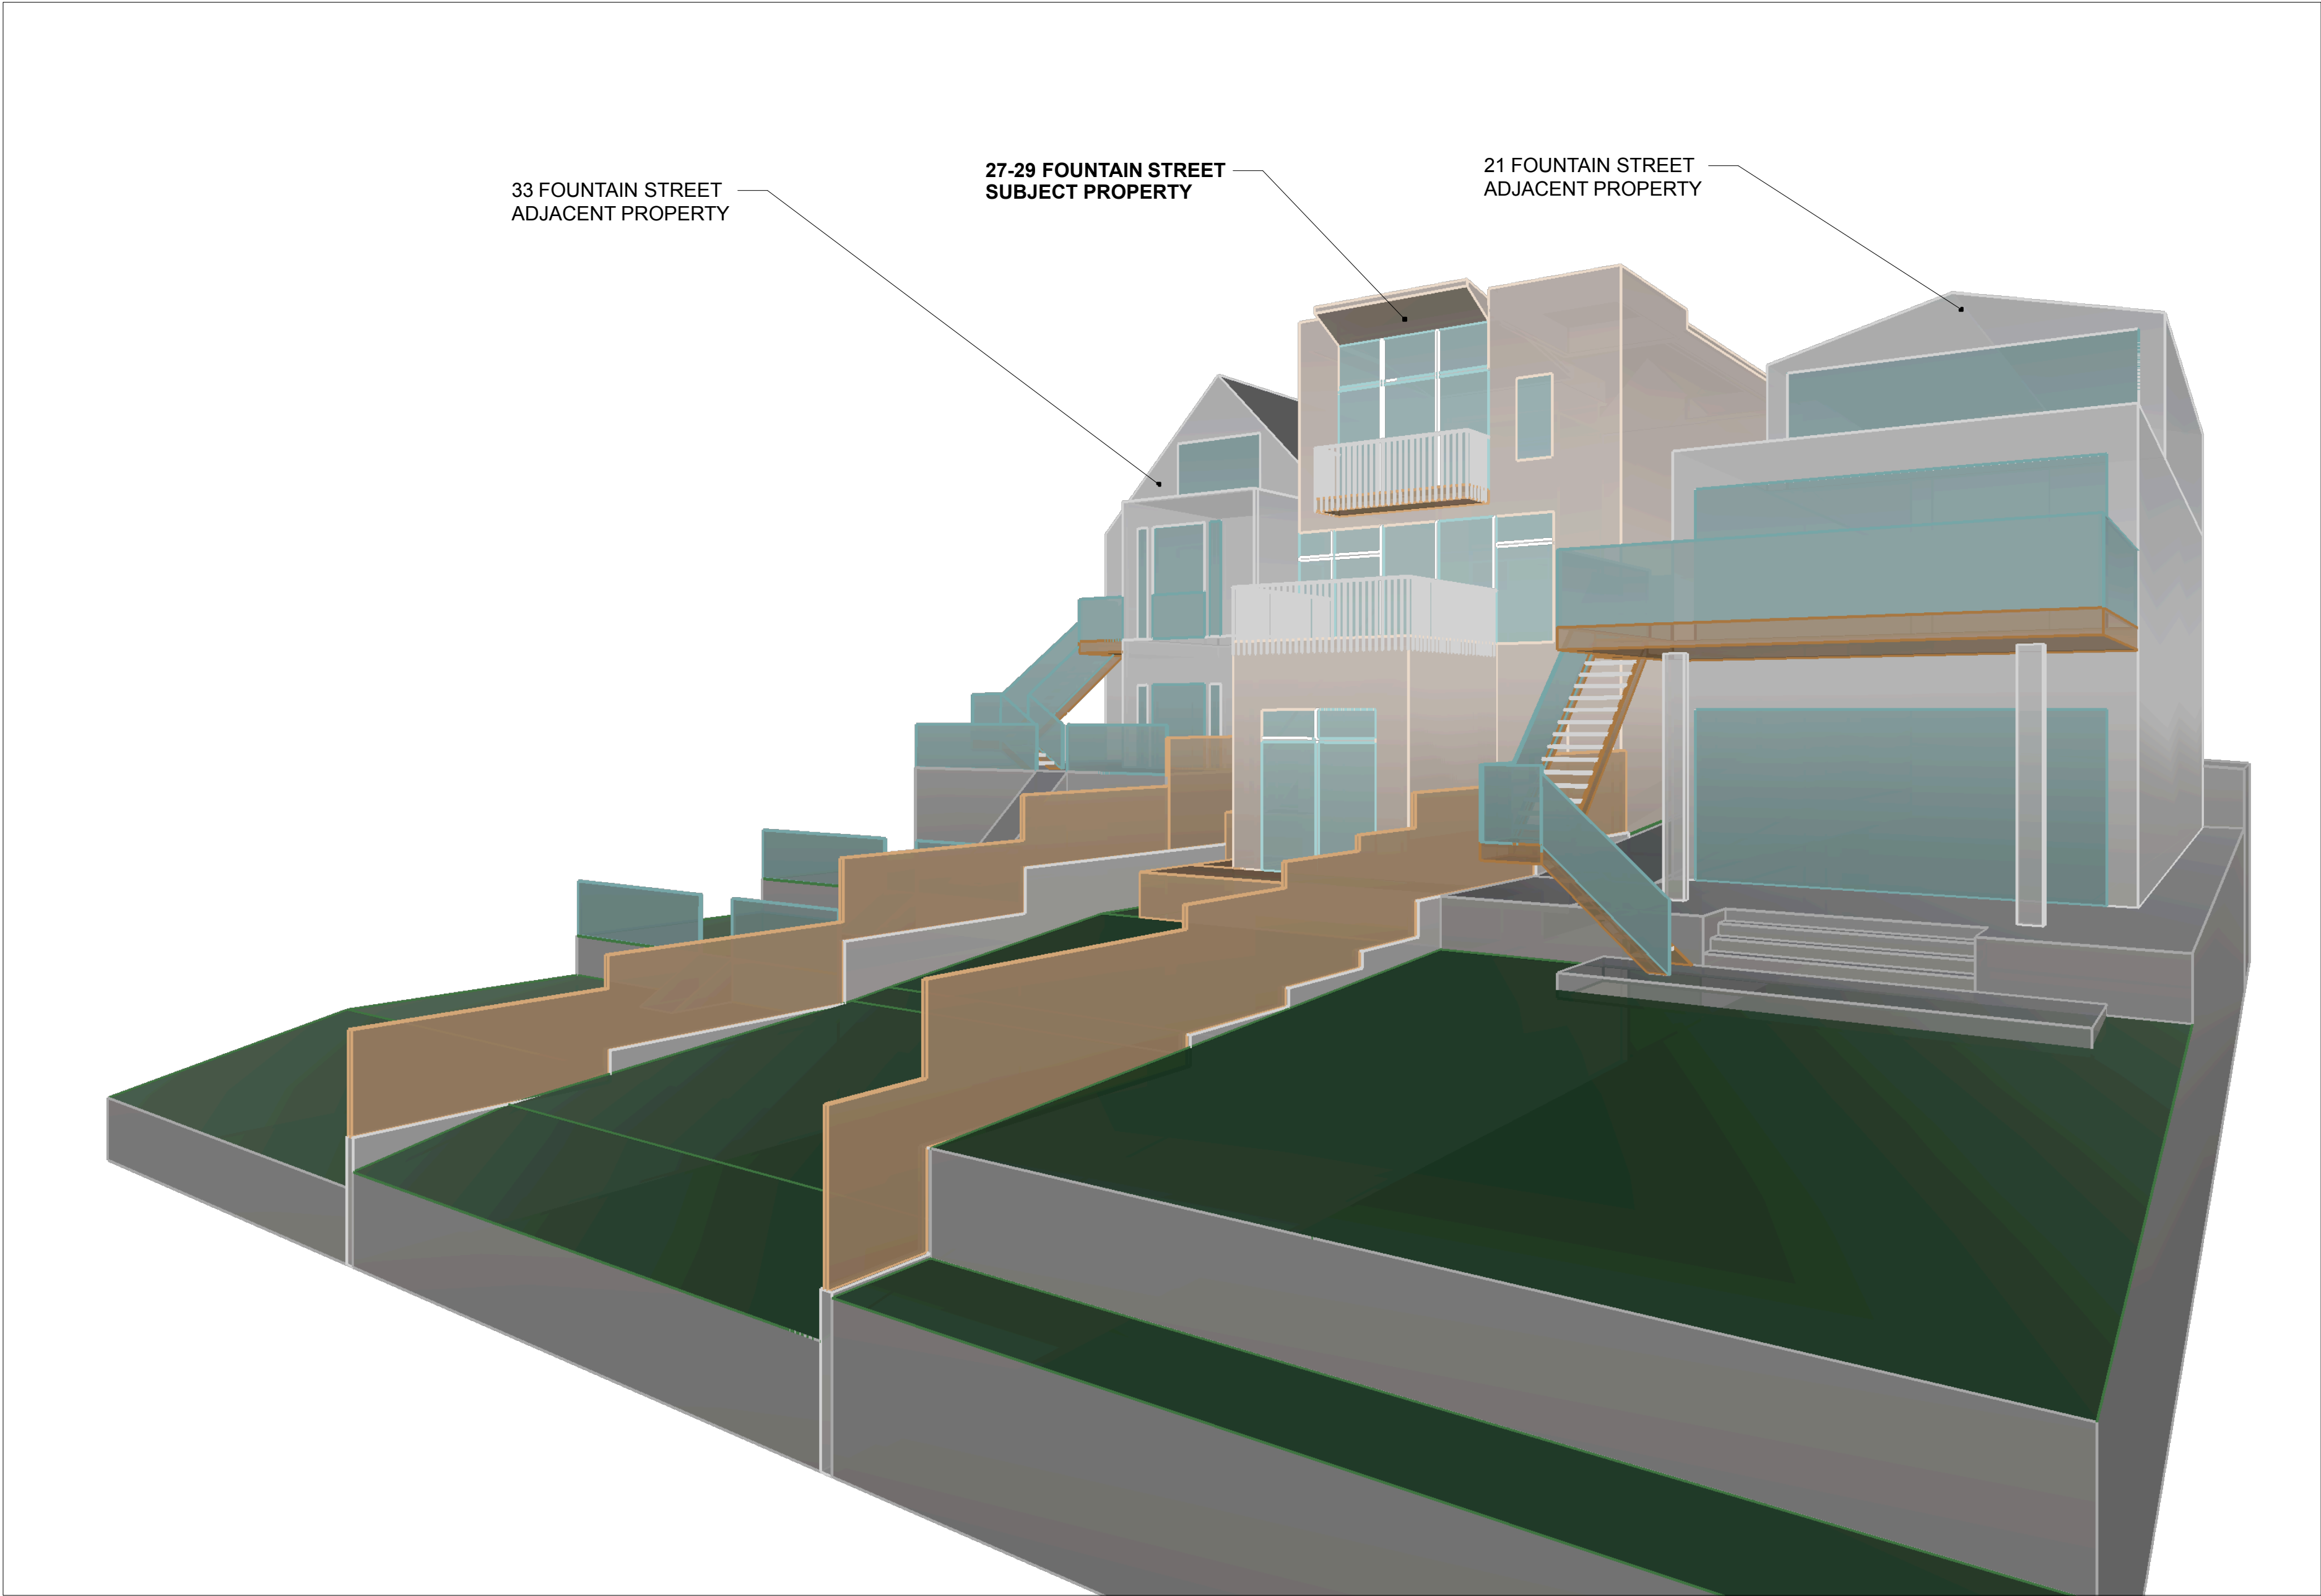 33 FOUNTAIN STREET
ADJACENT PROPERTY
27-29 FOUNTAIN STREET
SUBJECT PROPERTY
21 FOUNTAIN STREET
ADJACENT PROPERTY